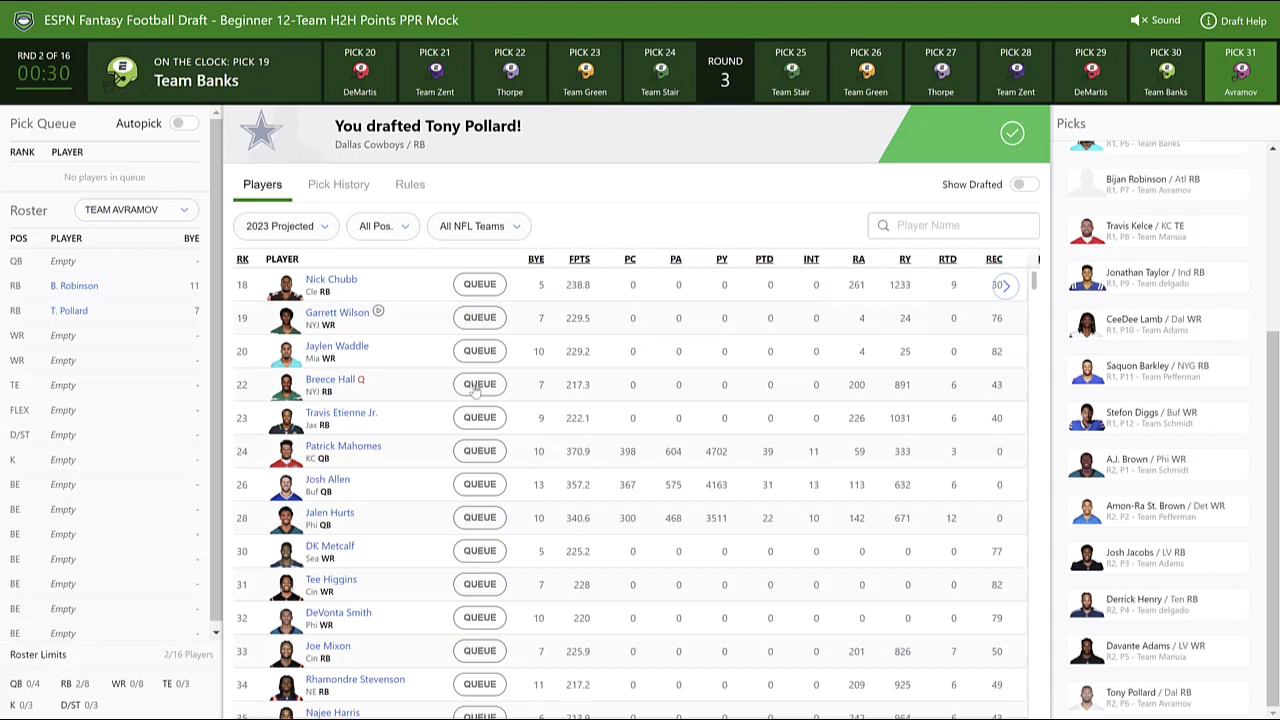 ESPN Fantasy Football Draft - Beginner 12-Team H2H Points PPR Mock
Sound
Draft Help
RND 2 OF 16
00:30
ON THE CLOCK: PICK 19
Team Banks
PICK 20
DeMartis
PICK 21
Team Zent
PICK 22
Thorpe
PICK 23
Team Green
PICK 24
Team Stair
ROUND
3
PICK 25
Team Stair
PICK 26
Team Green
PICK 27
Thorpe
PICK 28
Team Zent
PICK 29
DeMartis
PICK 30
Team Banks
PICK 31
Avramov
Pick Queue
Autopick
RANK PLAYER
No players in queue
Roster
TEAM AVRAMOV
POS PLAYER BYE
QB Empty -
RB B. Robinson 11
RB T. Pollard 7
WR Empty -
WR Empty -
TE Empty -
FLEX Empty -
D/ST Empty -
K Empty -
BE Empty -
BE Empty -
BE Empty -
BE Empty -
BE Empty -
BE Empty -
Roster Limits 2/16 Players
QB 0/4 RB 2/8 WR 0/8 TE 0/3
K 0/3 D/ST 0/3
You drafted Tony Pollard!
Dallas Cowboys / RB
Players
Pick History
Rules
Show Drafted
2023 Projected
All Pos.
All NFL Teams
Player Name
RK PLAYER BYE FPTS PC PA PY PTD INT RA RY RTD REC
18 Nick Chubb Cle RB QUEUE 5 238.8 0 0 0 0 0 261 1233 9 30
19 Garrett Wilson NYJ WR QUEUE 7 229.5 0 0 0 0 0 4 24 0 76
20 Jaylen Waddle Mia WR QUEUE 10 229.2 0 0 0 0 0 4 25 0 82
22 Breece Hall Q NYJ RB QUEUE 7 217.3 0 0 0 0 0 200 891 6 43
23 Travis Etienne Jr. Jax RB QUEUE 9 222.1 0 0 0 0 0 226 1031 6 40
24 Patrick Mahomes KC QB QUEUE 10 370.9 398 604 4702 39 11 59 333 3 0
26 Josh Allen Buf QB QUEUE 13 357.2 367 575 4163 31 13 113 632 6 0
28 Jalen Hurts Phi QB QUEUE 10 340.6 300 468 3511 22 10 142 671 12 0
30 DK Metcalf Sea WR QUEUE 5 225.2 0 0 0 0 0 0 0 0 77
31 Tee Higgins Cin WR QUEUE 7 228 0 0 0 0 0 0 0 0 82
32 DeVonta Smith Phi WR QUEUE 10 220 0 0 0 0 0 0 0 0 79
33 Joe Mixon Cin RB QUEUE 7 225.9 0 0 0 0 0 201 826 7 50
34 Rhamondre Stevenson NE RB QUEUE 11 217.2 0 0 0 0 0 209 925 6 49
35 Najee Harris QUEUE 6 213.9 0 0 0 0 0 242 964 6
Picks
R1, P6 - Team Banks
Bijan Robinson / Atl RB
R1, P7 - Team Avramov
Travis Kelce / KC TE
R1, P8 - Team Manuia
Jonathan Taylor / Ind RB
R1, P9 - Team delgado
CeeDee Lamb / Dal WR
R1, P10 - Team Adams
Saquon Barkley / NYG RB
R1, P11 - Team Pefferman
Stefon Diggs / Buf WR
R1, P12 - Team Schmidt
A.J. Brown / Phi WR
R2, P1 - Team Schmidt
Amon-Ra St. Brown / Det WR
R2, P2 - Team Pefferman
Josh Jacobs / LV RB
R2, P3 - Team Adams
Derrick Henry / Ten RB
R2, P4 - Team delgado
Davante Adams / LV WR
R2, P5 - Team Manuia
Tony Pollard / Dal RB
R2, P6 - Team Avramov